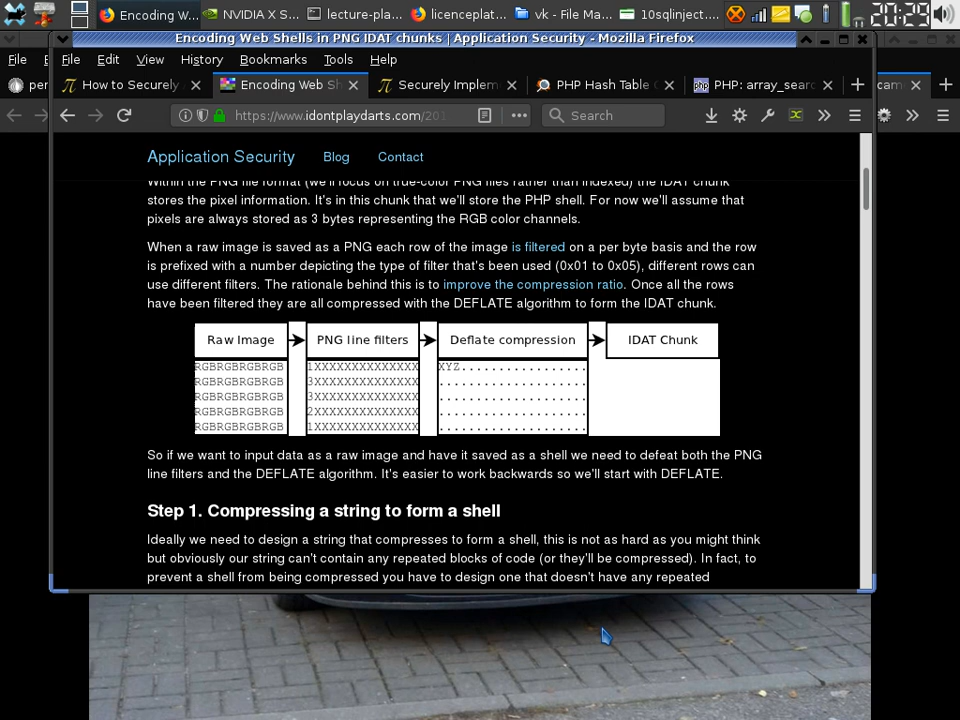 Encoding W...
NVIDIA X S...
lecture-pla...
licenceplat...
vk - File Ma...
10sqlinject....
20:29
Encoding Web Shells in PNG IDAT chunks | Application Security - Mozilla Firefox
File
File Edit View History Bookmarks Tools Help
per
How to Securely
Encoding Web Sh
Securely Implem
PHP Hash Table C
PHP: array_searc
cam
https://www.idontplaydarts.com/201
Search
Application Security Blog Contact
Within the PNG file format (we'll focus on true-color PNG files rather than indexed) the IDAT chunk
stores the pixel information. It's in this chunk that we'll store the PHP shell. For now we'll assume that
pixels are always stored as 3 bytes representing the RGB color channels.
When a raw image is saved as a PNG each row of the image is filtered on a per byte basis and the row
is prefixed with a number depicting the type of filter that's been used (0x01 to 0x05), different rows can
use different filters. The rationale behind this is to improve the compression ratio. Once all the rows
have been filtered they are all compressed with the DEFLATE algorithm to form the IDAT chunk.
Raw Image PNG line filters Deflate compression IDAT Chunk
RGBRGBRGBRGB 1XXXXXXXXXXXXXX XYZ.................
RGBRGBRGBRGB 3XXXXXXXXXXXXXX ....................
RGBRGBRGBRGB 3XXXXXXXXXXXXXX ....................
RGBRGBRGBRGB 2XXXXXXXXXXXXXX ....................
RGBRGBRGBRGB 1XXXXXXXXXXXXXX ....................
So if we want to input data as a raw image and have it saved as a shell we need to defeat both the PNG
line filters and the DEFLATE algorithm. It's easier to work backwards so we'll start with DEFLATE.
Step 1. Compressing a string to form a shell
Ideally we need to design a string that compresses to form a shell, this is not as hard as you might think
but obviously our string can't contain any repeated blocks of code (or they'll be compressed). In fact, to
prevent a shell from being compressed you have to design one that doesn't have any repeated